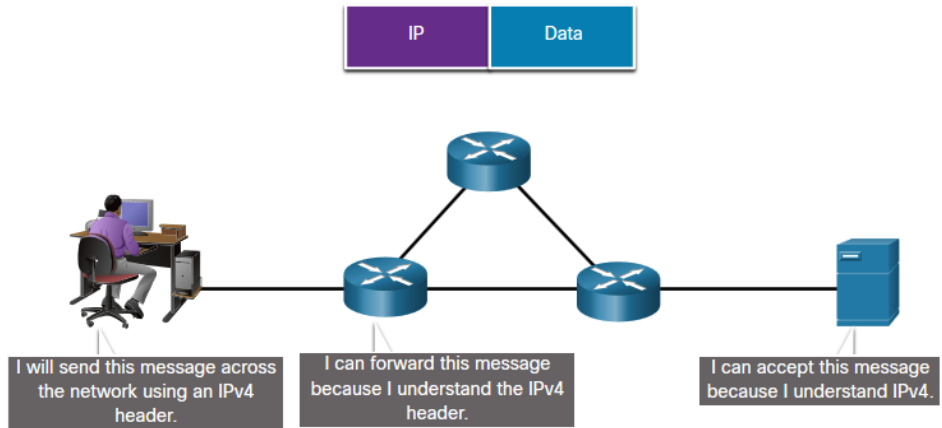 IP
Data
I will send this message across
the network using an IPv4
header.
I can forward this message
because I understand the IPv4
header.
I can accept this message
because I understand IPv4.